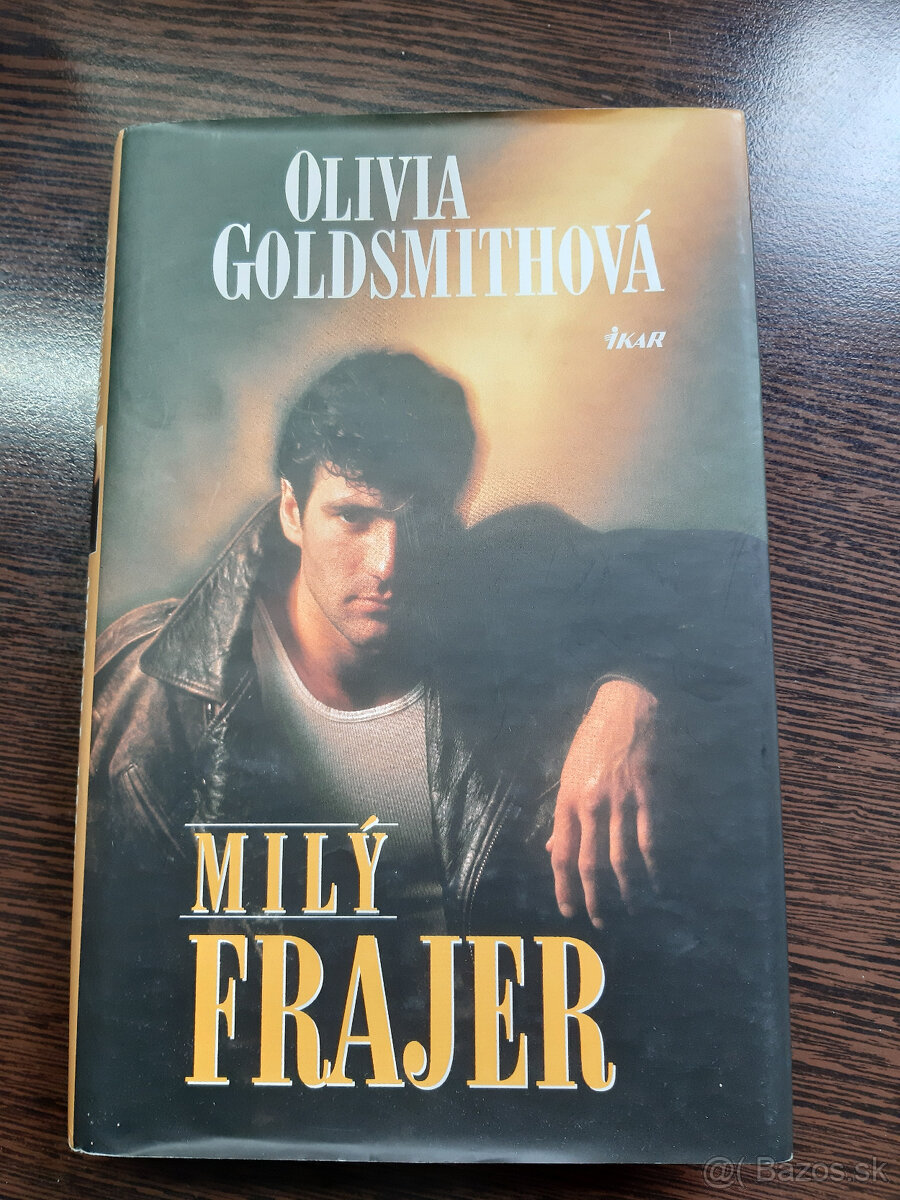 OLIVIA
GOLDSMITHOVÁ
iKAR
MILÝ
FRAJER
@( Bazos.sk